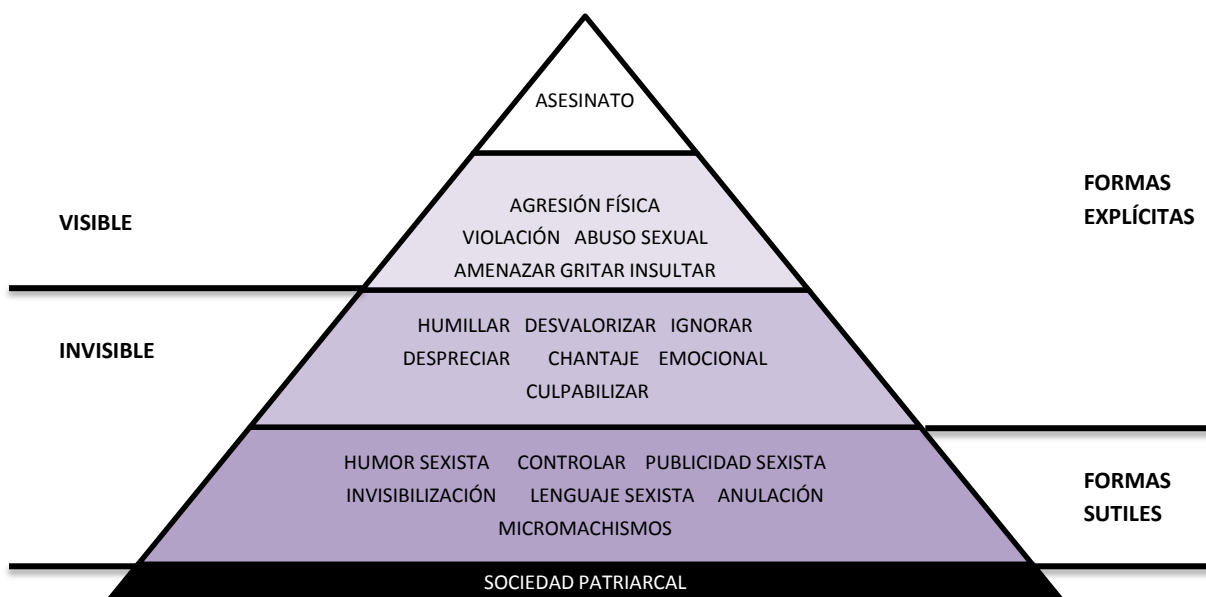 ASESINATO
FORMAS
EXPLÍCITAS
VISIBLE
AGRESIÓN FÍSICA
VIOLACIÓN ABUSO SEXUAL
AMENAZAR GRITAR INSULTAR
INVISIBLE
HUMILLAR DESVALORIZAR IGNORAR
DESPRECIAR CHANTAJE EMOCIONAL
CULPABILIZAR
HUMOR SEXISTA CONTROLAR PUBLICIDAD SEXISTA
INVISIBILIZACIÓN LENGUAJE SEXISTA ANULACIÓN
MICROMACHISMOS
FORMAS
SUTILES
SOCIEDAD PATRIARCAL